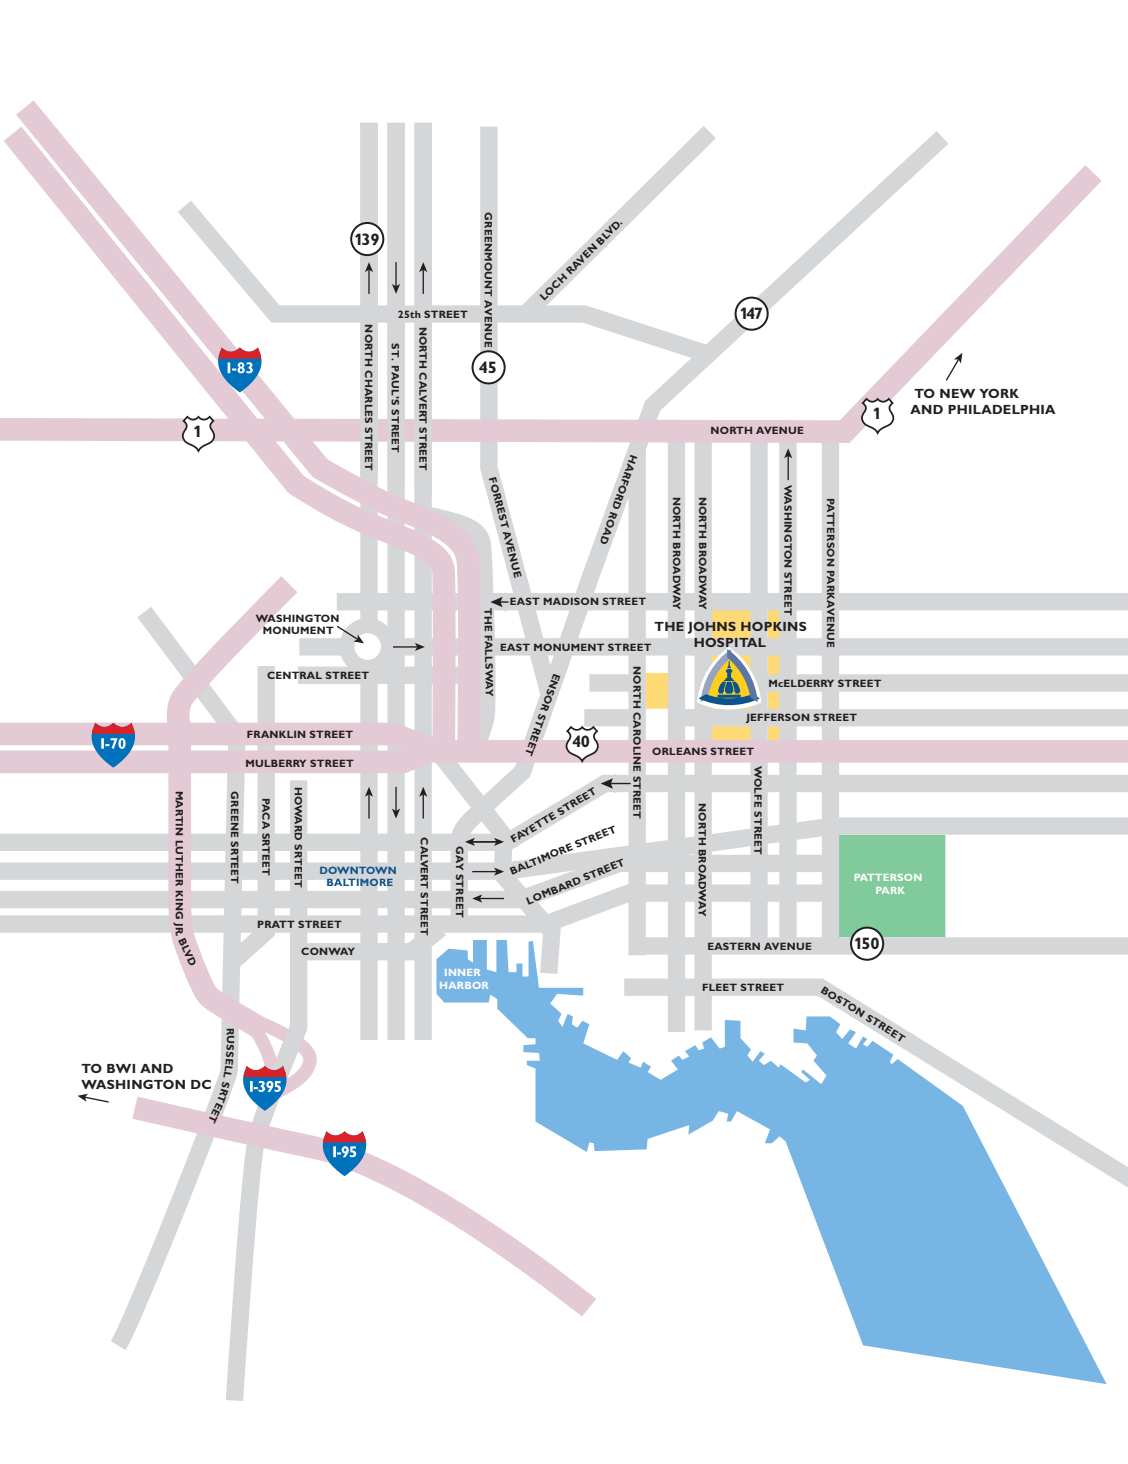 139
GREENMOUNT AVENUE
LOCH RAVEN BLVD.
25th STREET
147
NORTH CHARLES STREET
ST. PAUL'S STREET
NORTH CALVERT STREET
45
I-83
TO NEW YORK
AND PHILADELPHIA
1
1
NORTH AVENUE
FORREST AVENUE
HARFORD ROAD
NORTH BROADWAY
NORTH BROADWAY
WASHINGTON STREET
PATTERSON PARKAVENUE
EAST MADISON STREET
WASHINGTON
MONUMENT
THE FALLSWAY
THE JOHNS HOPKINS
HOSPITAL
EAST MONUMENT STREET
CENTRAL STREET
ENSOR STREET
NORTH CAROLINE STREET
McELDERRY STREET
JEFFERSON STREET
I-70
FRANKLIN STREET
40
ORLEANS STREET
MULBERRY STREET
WOLFE STREET
MARTIN LUTHER KING JR. BLVD
GREENE SRTEET
PACA SRTEET
HOWARD SRTEET
FAYETTE STREET
BALTIMORE STREET
LOMBARD STREET
NORTH BROADWAY
CALVERT STREET
GAY STREET
DOWNTOWN
BALTIMORE
PATTERSON
PARK
PRATT STREET
CONWAY
EASTERN AVENUE
150
INNER
HARBOR
FLEET STREET
BOSTON STREET
RUSSELL SRTEET
TO BWI AND
WASHINGTON DC
I-395
I-95